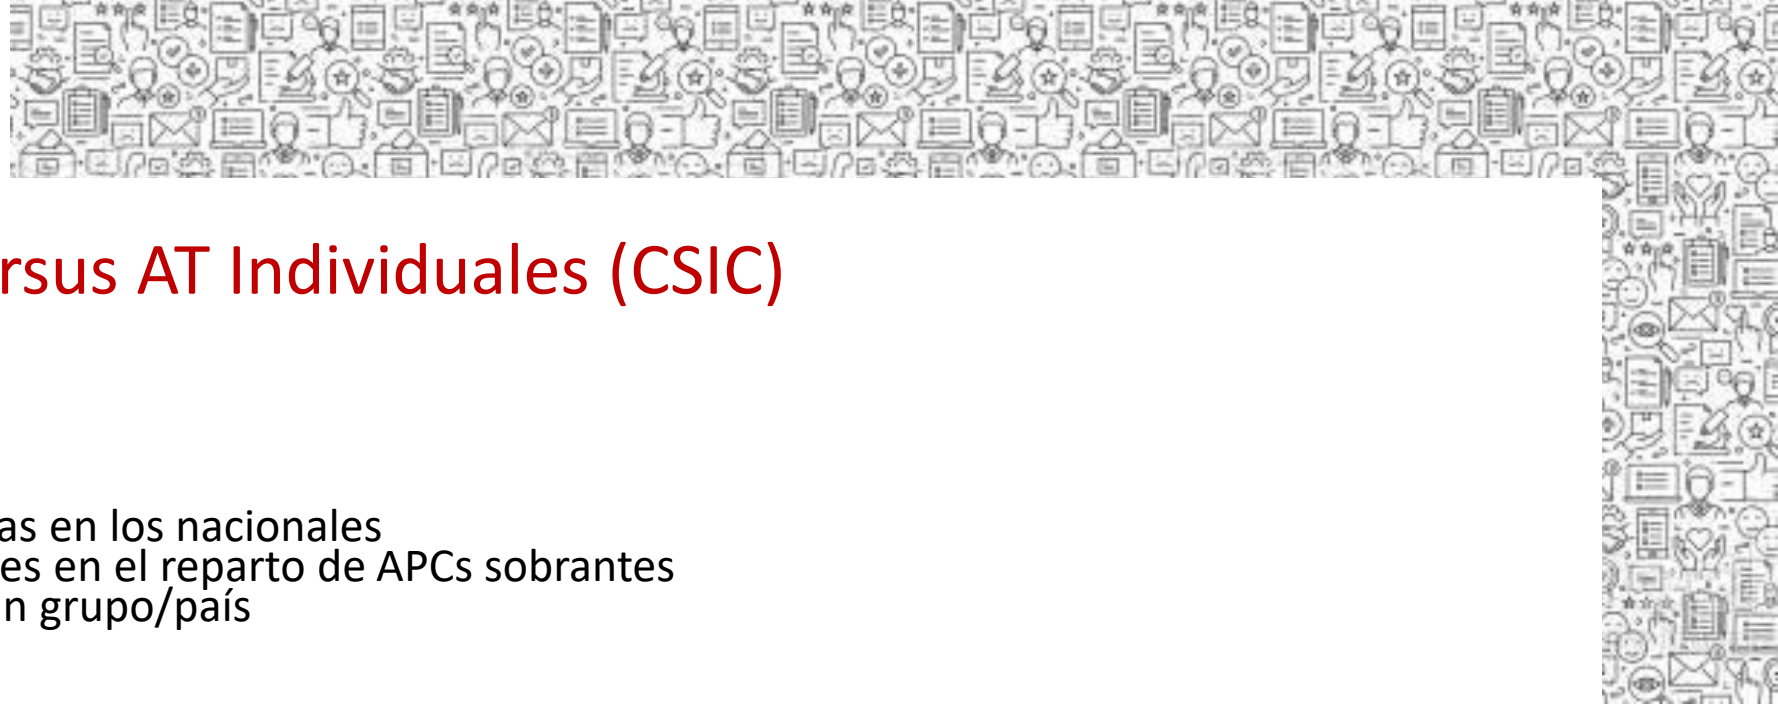 rsus AT Individuales (CSIC)
as en los nacionales
es en el reparto de APCs sobrantes
n grupo/país